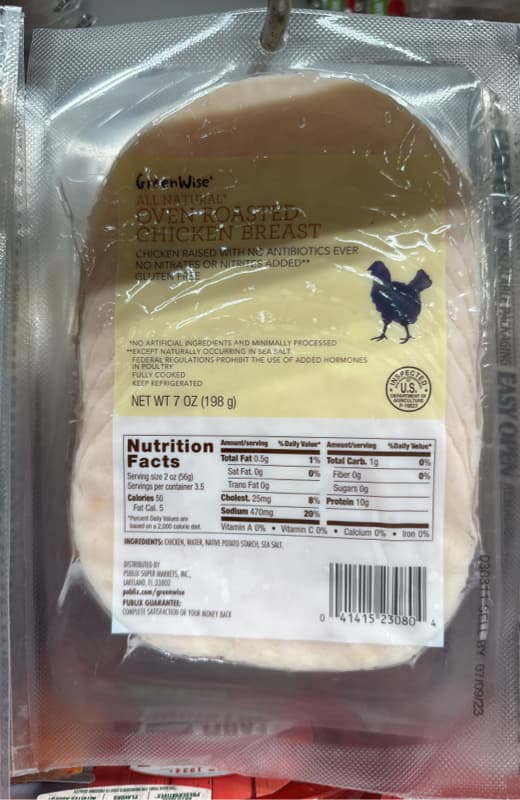 GreenWise®
ALL NATURAL*
OVEN ROASTED
CHICKEN BREAST
CHICKEN RAISED WITH NO ANTIBIOTICS EVER
NO NITRATES OR NITRITES ADDED**
GLUTEN FREE
*NO ARTIFICIAL INGREDIENTS AND MINIMALLY PROCESSED
**EXCEPT NATURALLY OCCURRING IN SEA SALT
FEDERAL REGULATIONS PROHIBIT THE USE OF ADDED HORMONES
IN POULTRY
FULLY COOKED
KEEP REFRIGERATED
NET WT 7 OZ (198 g)
INSPECTED
U.S.
DEPARTMENT OF
AGRICULTURE
Nutrition
Facts
Serving size 2 oz (56g)
Servings per container 3.5
Calories 50
Fat Cal. 5
*Percent Daily Values are
based on a 2,000 calorie diet.
Amount/serving %Daily Value*
Total Fat 0.5g 1%
Sat Fat. 0g 0%
Trans Fat 0g
Cholest. 25mg 8%
Sodium 470mg 20%
Amount/serving %Daily Value*
Total Carb. 1g 0%
Fiber 0g 0%
Sugars 0g
Protein 10g
Vitamin A 0% • Vitamin C 0% • Calcium 0% • Iron 0%
INGREDIENTS: CHICKEN, WATER, NATIVE POTATO STARCH, SEA SALT.
DISTRIBUTED BY
PUBLIX SUPER MARKETS, INC.,
LAKELAND, FL 33802
publix.com/greenwise
PUBLIX GUARANTEE:
COMPLETE SATISFACTION OR YOUR MONEY BACK
0 41415 23080 4
SELL BY 07/09/23